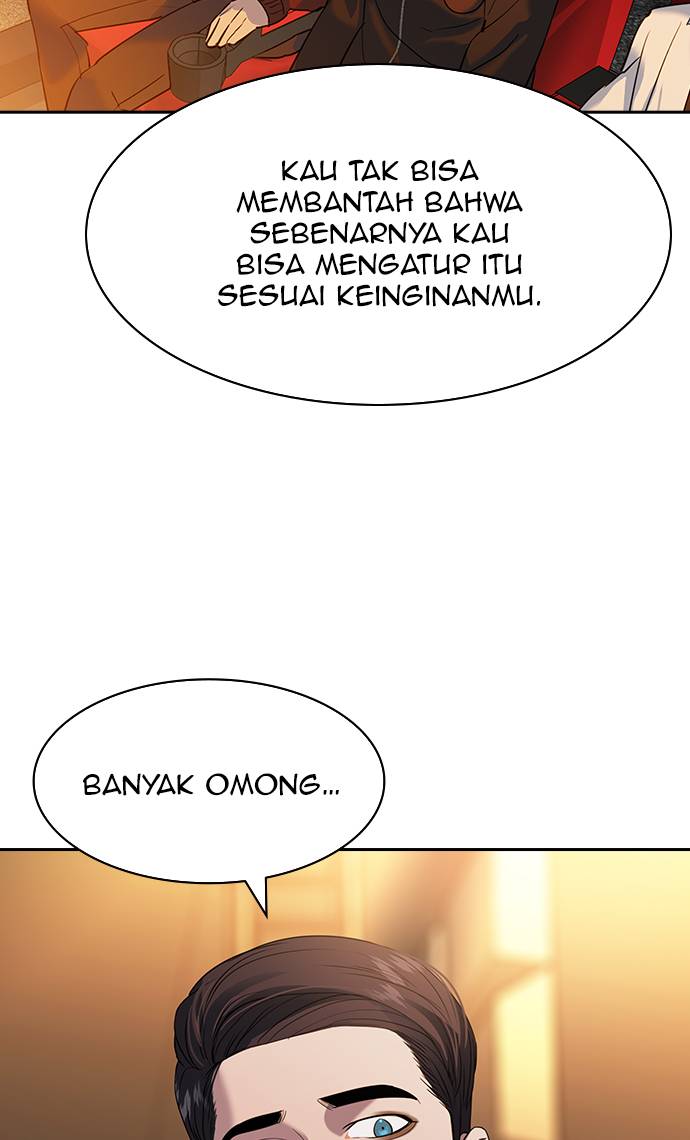 KAU TAK BISA
MEMBANTAH BAHWA
SEBENARNYA KAU
BISA MENGATUR ITU
SESUAI KEINGINANMU.
BANYAK OMONG...